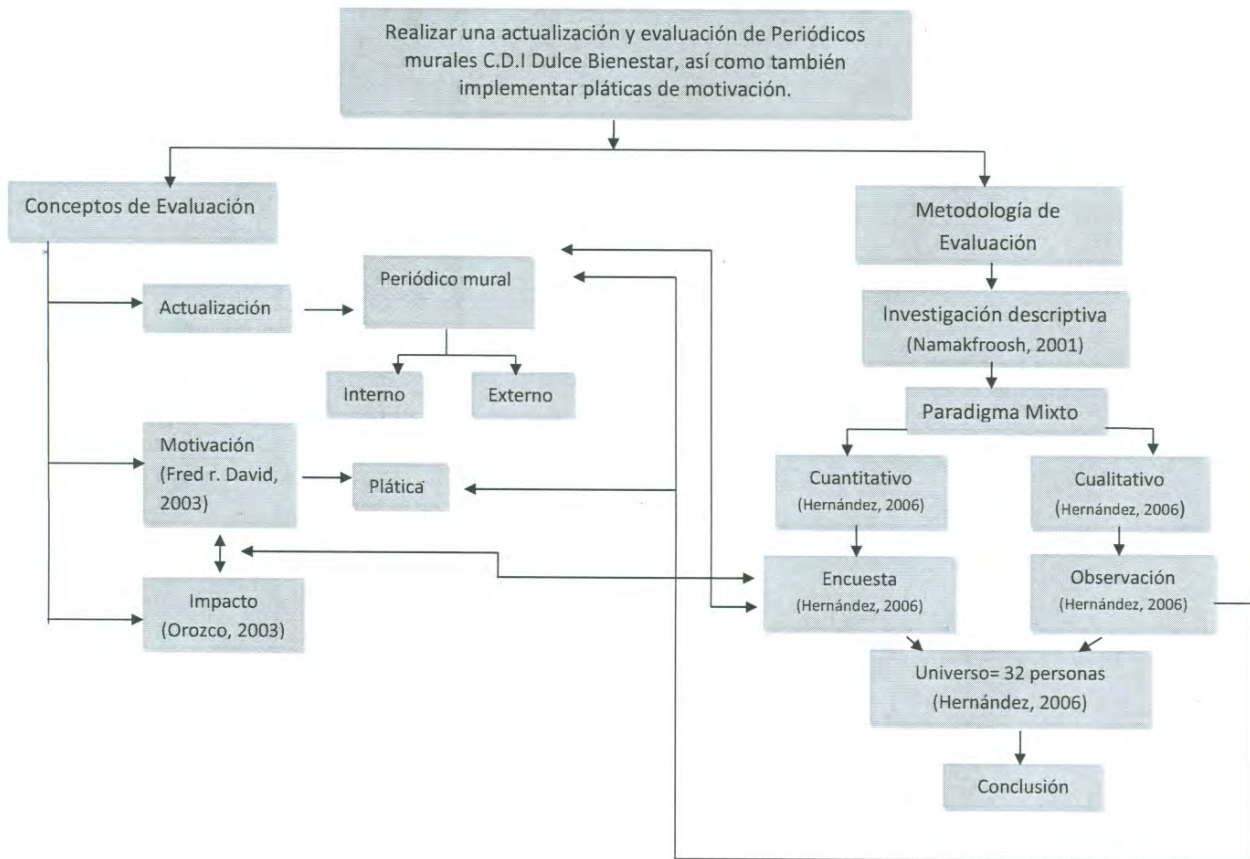 Realizar una actualización y evaluación de Periódicos
murales C.D.I Dulce Bienestar, así como también
implementar pláticas de motivación.
Conceptos de Evaluación
Actualización
Periódico mural
Interno
Externo
Motivación
(Fred r. David,
2003)
Plática
Impacto
(Orozco, 2003)
Metodología de
Evaluación
Investigación descriptiva
(Namakfroosh, 2001)
Paradigma Mixto
Cuantitativo
(Hernández, 2006)
Cualitativo
(Hernández, 2006)
Encuesta
(Hernández, 2006)
Observación
(Hernández, 2006)
Universo= 32 personas
(Hernández, 2006)
Conclusión